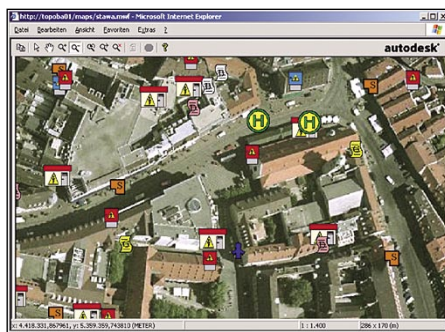 http://topoba01/maps/stawa.mwf - Microsoft Internet Explorer
Datei Bearbeiten Ansicht Favoriten Extras ?
autodesk
S
H
H
S
S
S
x: 4.418.331,867961, y: 5.359.359,743810 (METER)
1 : 1.400
286 x 170 (m)